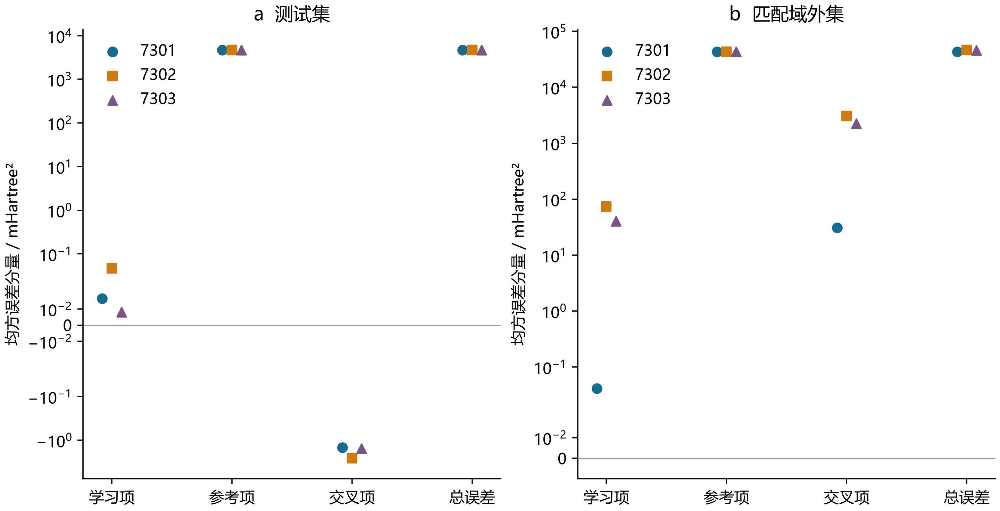 a 测试集
10⁴
10³
10²
10¹
10⁰
10⁻¹
10⁻²
0
−10⁻²
−10⁻¹
−10⁰
均方误差分量 / mHartree²
7301
7302
7303
学习项
参考项
交叉项
总误差
b 匹配域外集
10⁵
10⁴
10³
10²
10¹
10⁰
10⁻¹
10⁻²
0
均方误差分量 / mHartree²
7301
7302
7303
学习项
参考项
交叉项
总误差